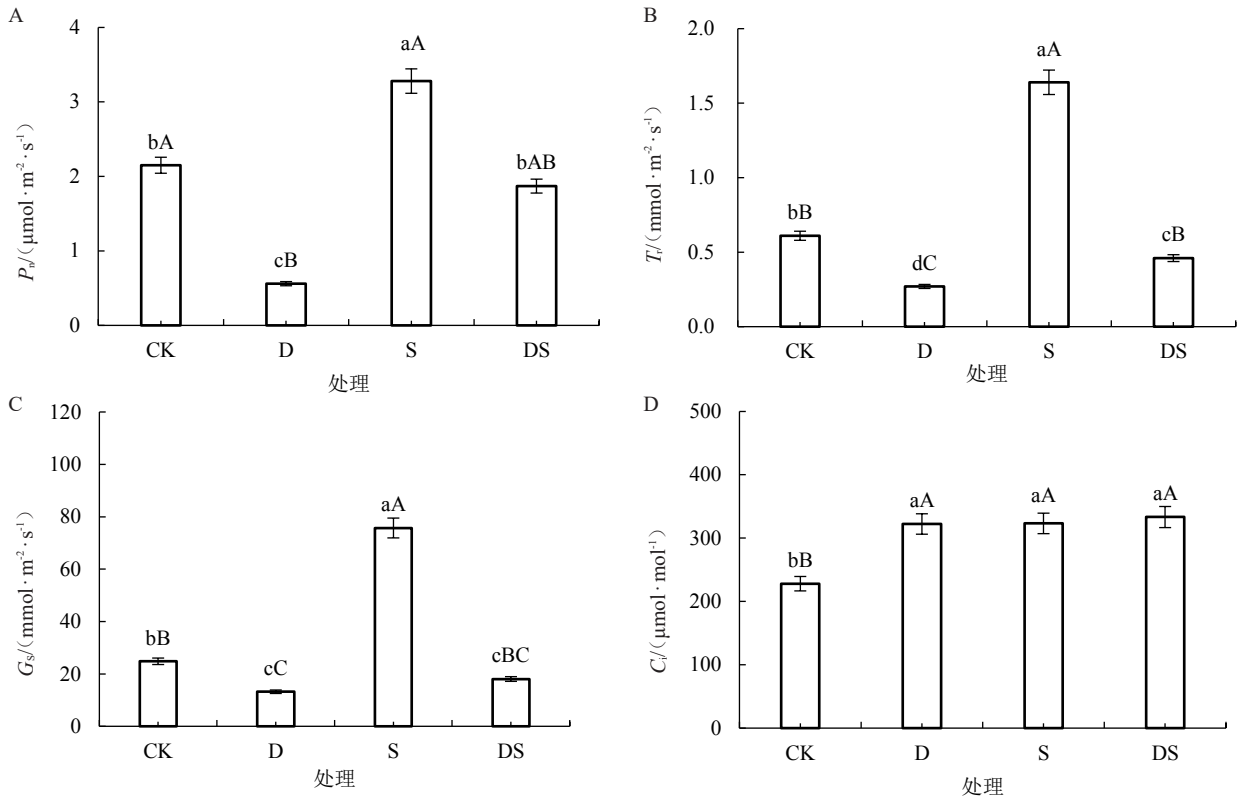 A
4
3
2
1
0
Pn/(μmol·m-2·s-1)
bA
cB
aA
bAB
CK D S DS
处理
B
2.0
1.5
1.0
0.5
0.0
Tr/(mmol·m-2·s-1)
bB
dC
aA
cB
CK D S DS
处理
C
120
100
80
60
40
20
0
GS/(mmol·m-2·s-1)
bB
cC
aA
cBC
CK D S DS
处理
D
500
400
300
200
100
0
Ci/(μmol·mol-1)
bB
aA
aA
aA
CK D S DS
处理